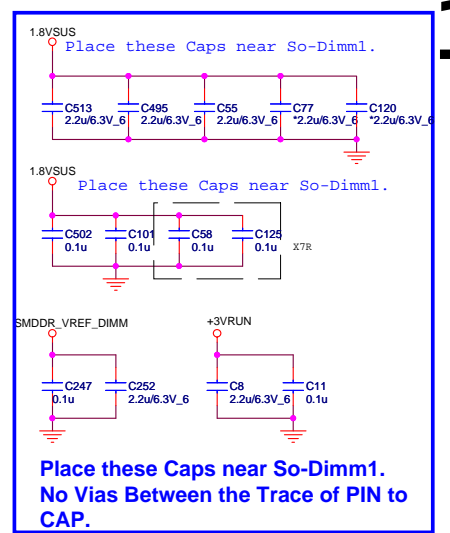 1.8VSUS
Place these Caps near So-Dimm1.
C513 C495 C55 C77 C120
2.2u/6.3V_6 2.2u/6.3V_6 2.2u/6.3V_6 *2.2u/6.3V_6 *2.2u/6.3V_6
1.8VSUS
Place these Caps near So-Dimm1.
C502 C101 C58 C125
0.1u 0.1u 0.1u 0.1u X7R
SMDDR_VREF_DIMM +3VRUN
C247 C252 C8 C11
0.1u 2.2u/6.3V_6 2.2u/6.3V_6 0.1u
Place these Caps near So-Dimm1.
No Vias Between the Trace of PIN to
CAP.